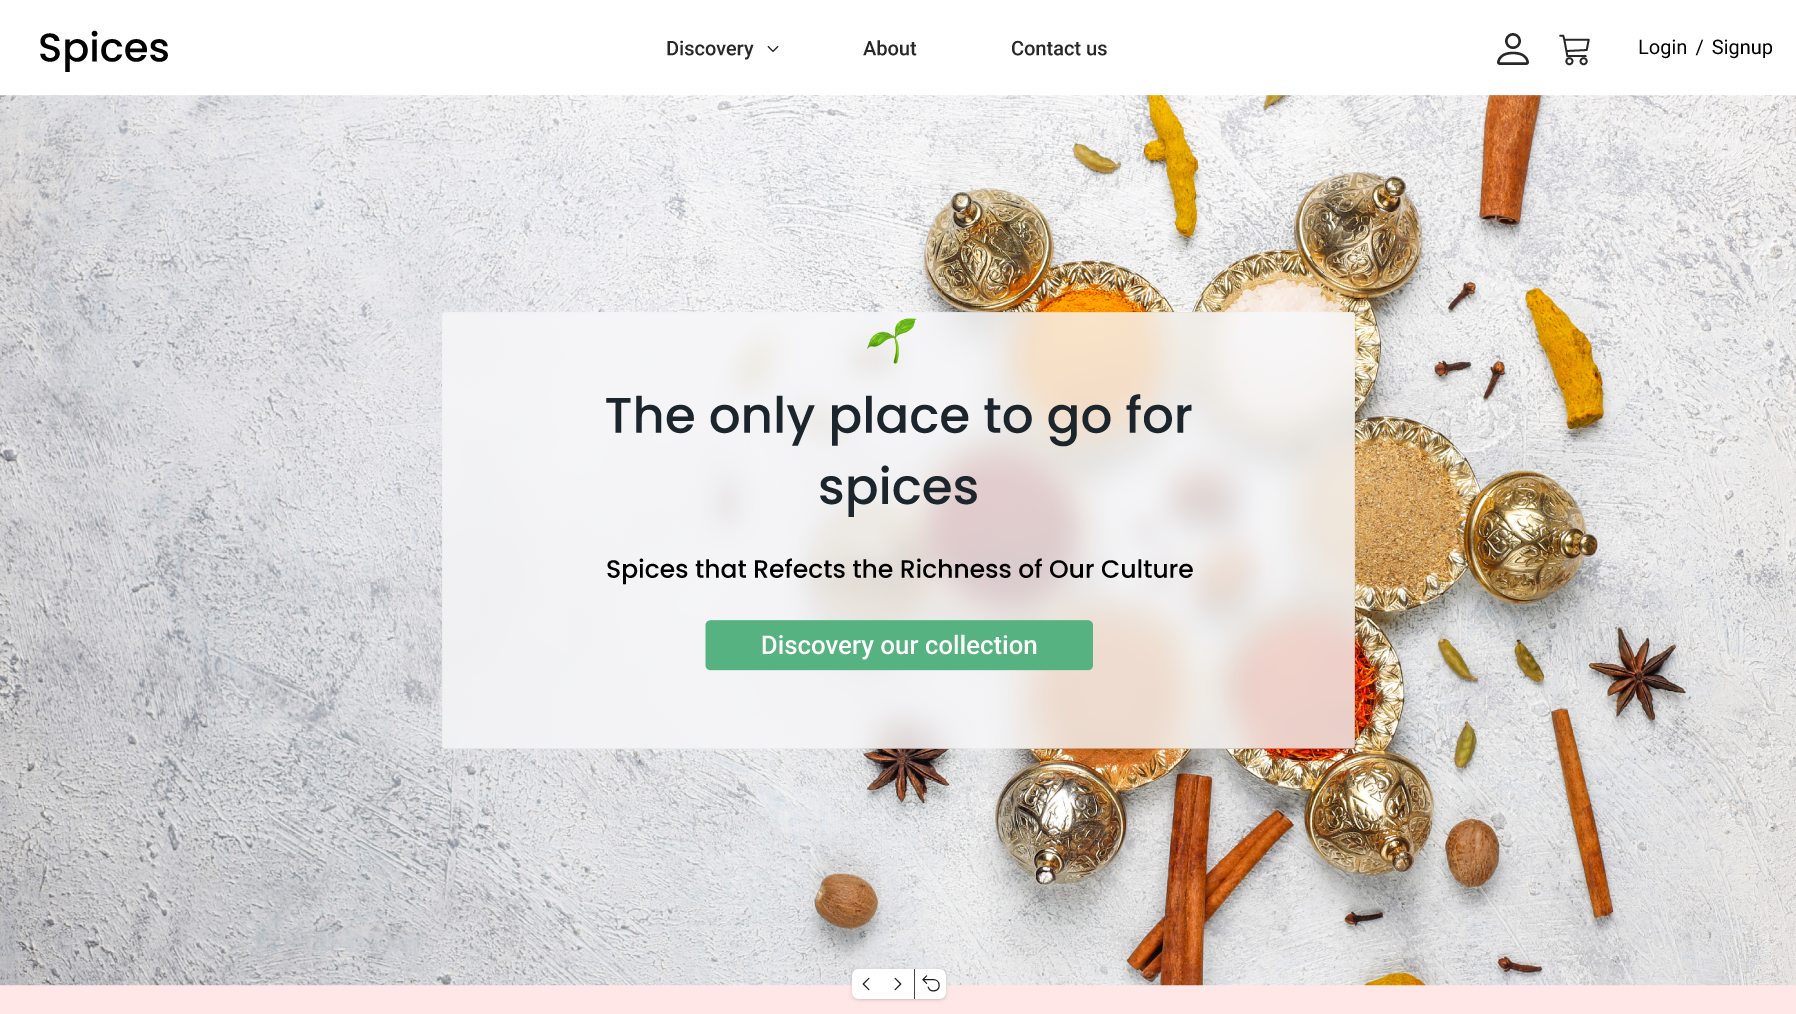 Spices
Discovery
About
Contact us
Login / Signup
The only place to go for
spices
Spices that Refects the Richness of Our Culture
Discovery our collection